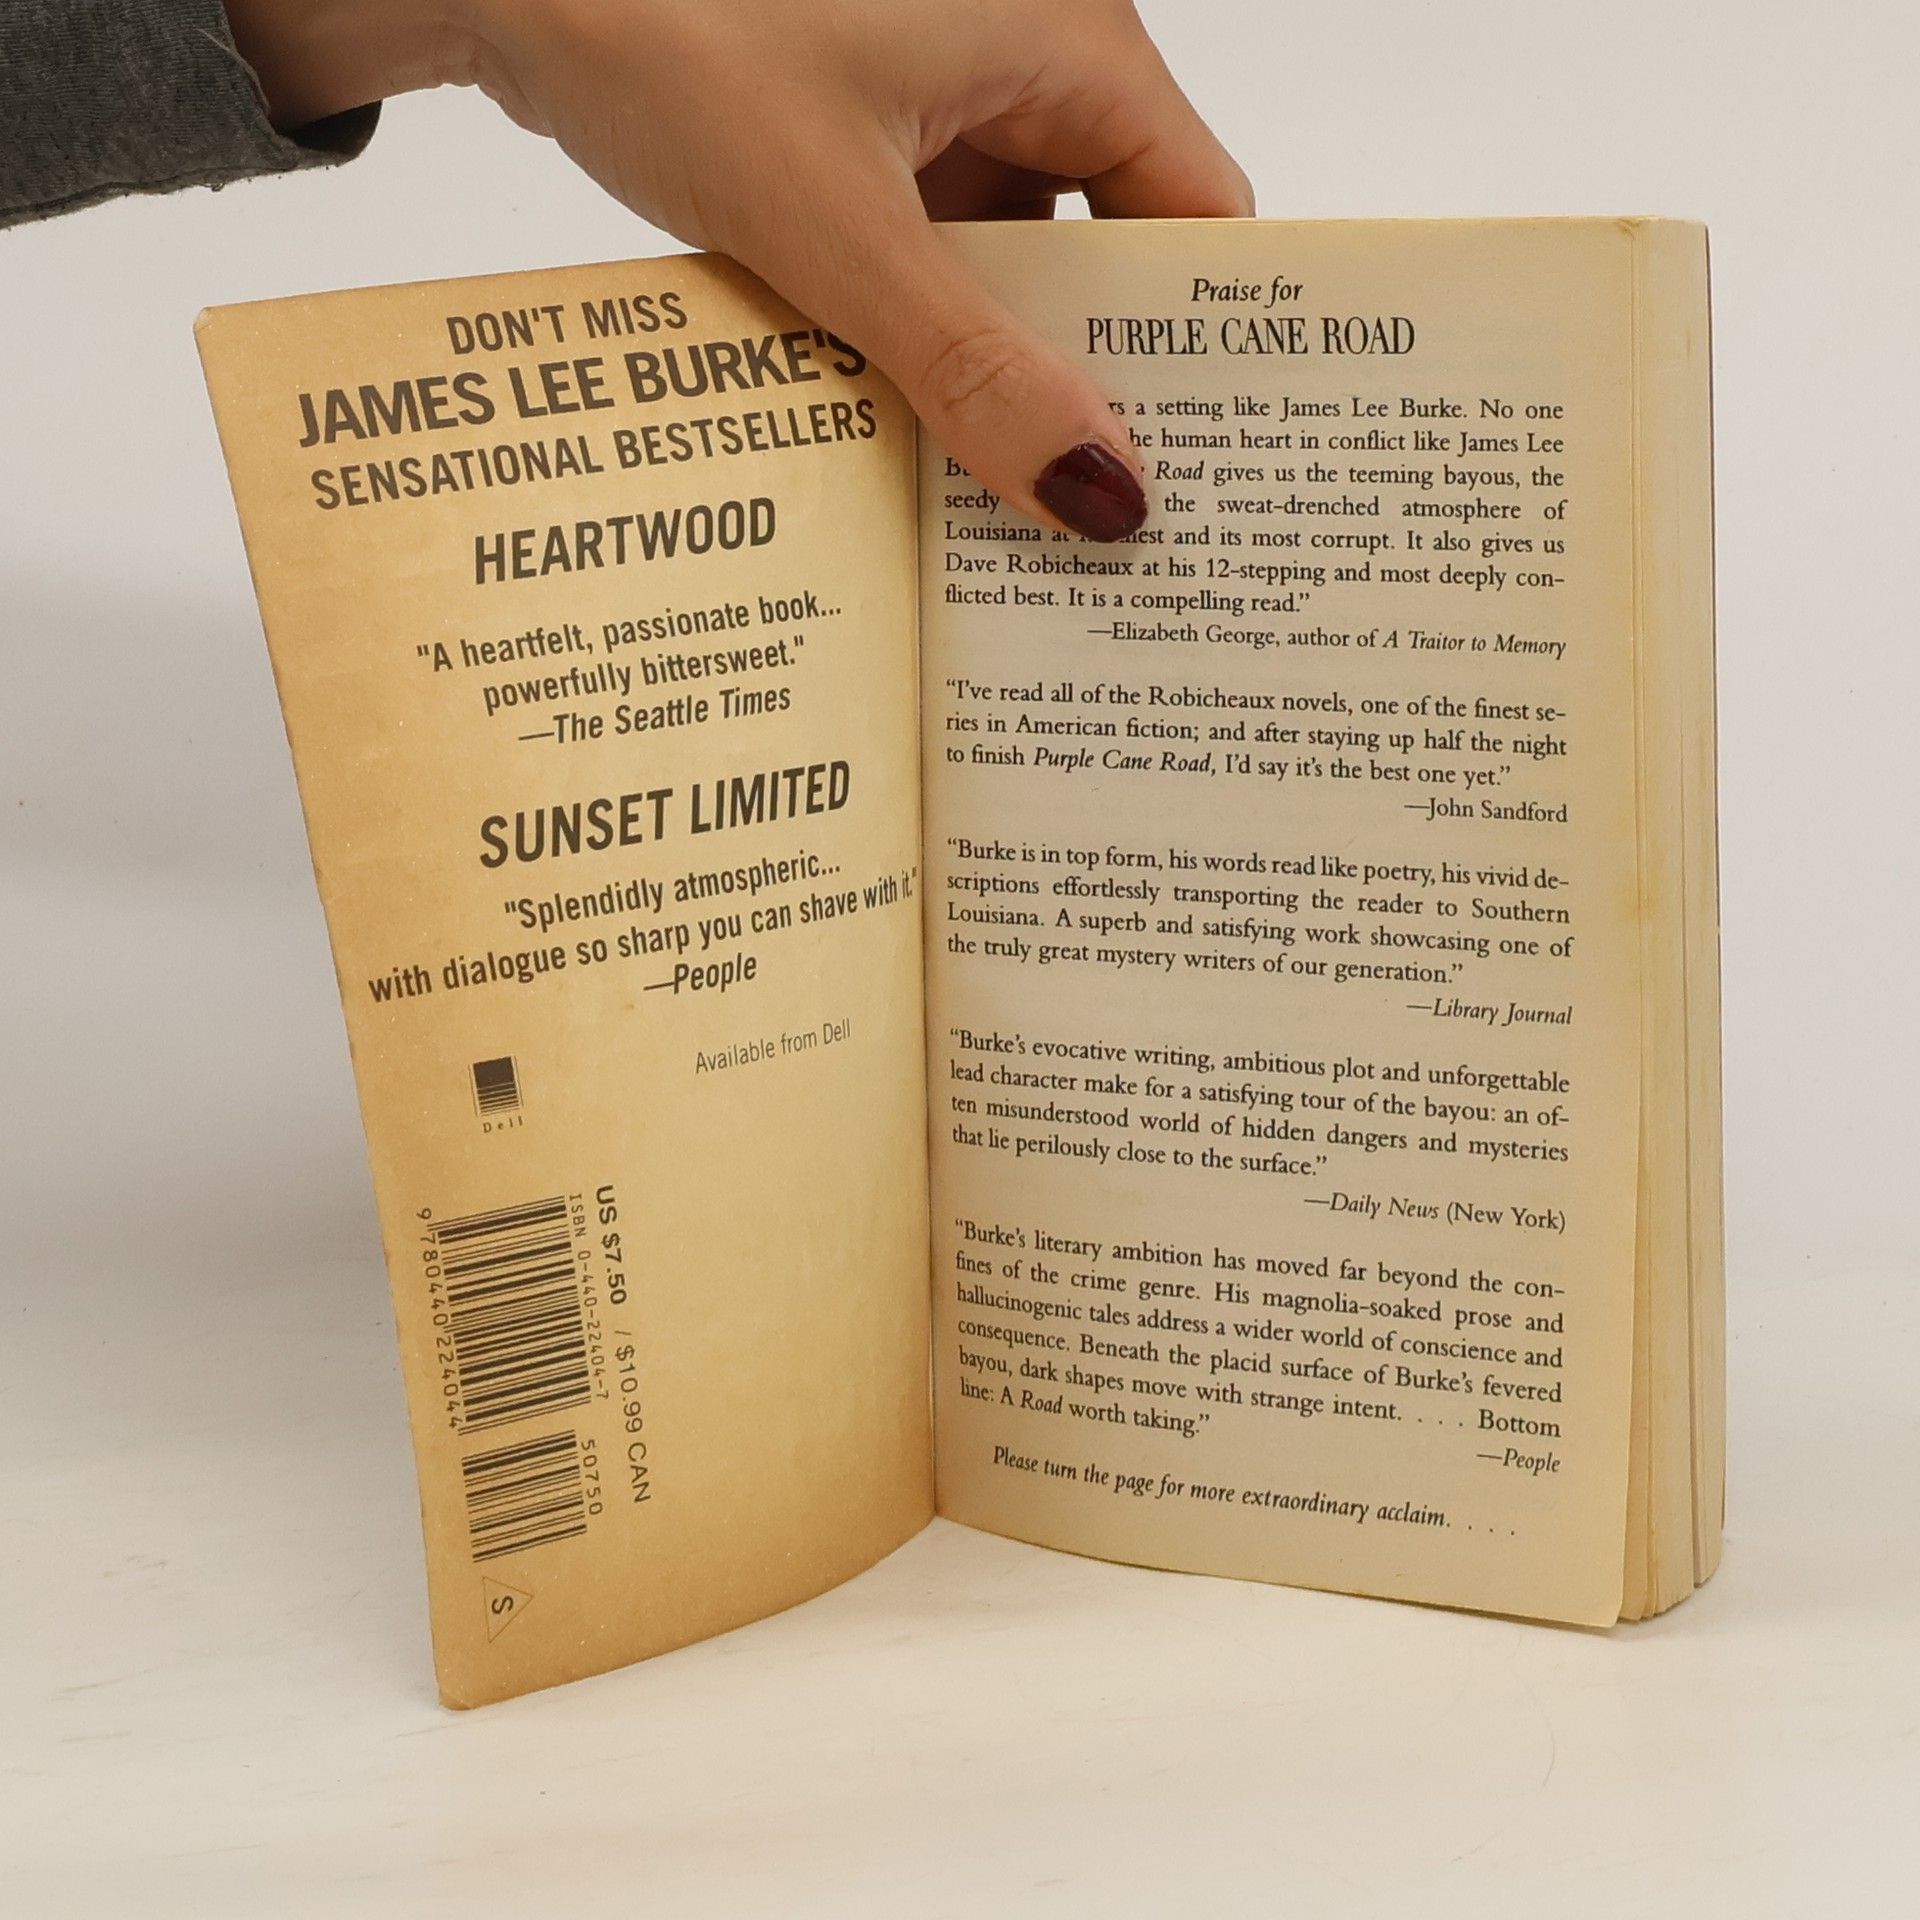 DON'T MISS
JAMES LEE BURKE'S
SENSATIONAL BESTSELLERS
HEARTWOOD
"A heartfelt, passionate book...
powerfully bittersweet."
—The Seattle Times
SUNSET LIMITED
"Splendidly atmospheric...
with dialogue so sharp you can shave with it."
—People
Available from Dell
Dell
US $7.50 / $10.99 CAN
ISBN 0-440-22404-7
9 780440 224044
50750
S
Praise for
PURPLE CANE ROAD
a setting like James Lee Burke. No one
human heart in conflict like James Lee
Road gives us the teeming bayous, the
seedy the sweat-drenched atmosphere of
Louisiana at and its most corrupt. It also gives us
Dave Robicheaux at his 12-stepping and most deeply con-
flicted best. It is a compelling read.”
—Elizabeth George, author of A Traitor to Memory
“I’ve read all of the Robicheaux novels, one of the finest se-
ries in American fiction; and after staying up half the night
to finish Purple Cane Road, I’d say it’s the best one yet.”
—John Sandford
“Burke is in top form, his words read like poetry, his vivid de-
scriptions effortlessly transporting the reader to Southern
Louisiana. A superb and satisfying work showcasing one of
the truly great mystery writers of our generation.”
—Library Journal
“Burke’s evocative writing, ambitious plot and unforgettable
lead character make for a satisfying tour of the bayou: an of-
ten misunderstood world of hidden dangers and mysteries
that lie perilously close to the surface.”
—Daily News (New York)
“Burke’s literary ambition has moved far beyond the con-
fines of the crime genre. His magnolia-soaked prose and
hallucinogenic tales address a wider world of conscience and
consequence. Beneath the placid surface of Burke’s fevered
bayou, dark shapes move with strange intent. . . . Bottom
line: A Road worth taking.”
—People
Please turn the page for more extraordinary acclaim. . . .